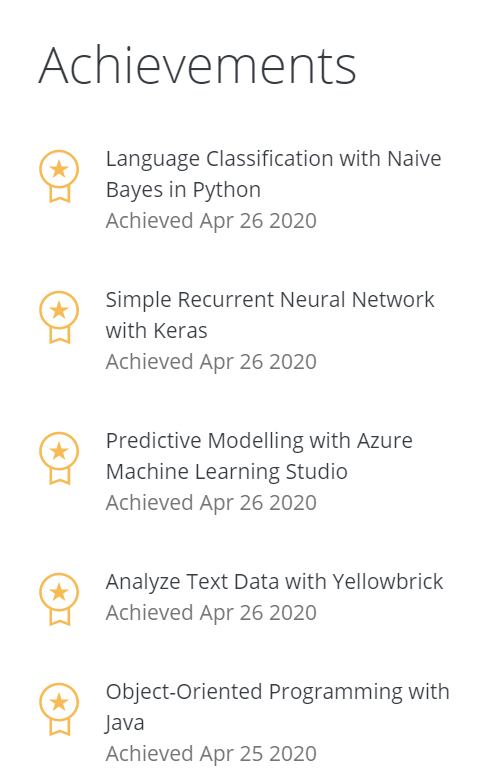 Achievements
Language Classification with Naive
Bayes in Python
Achieved Apr 26 2020
Simple Recurrent Neural Network
with Keras
Achieved Apr 26 2020
Predictive Modelling with Azure
Machine Learning Studio
Achieved Apr 26 2020
Analyze Text Data with Yellowbrick
Achieved Apr 26 2020
Object-Oriented Programming with
Java
Achieved Apr 25 2020